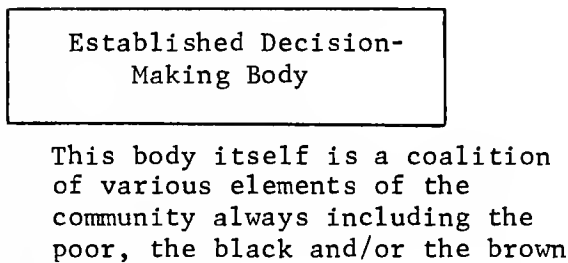 Established Decision-
Making Body
This body itself is a coalition
of various elements of the
community always including the
poor, the black and/or the brown